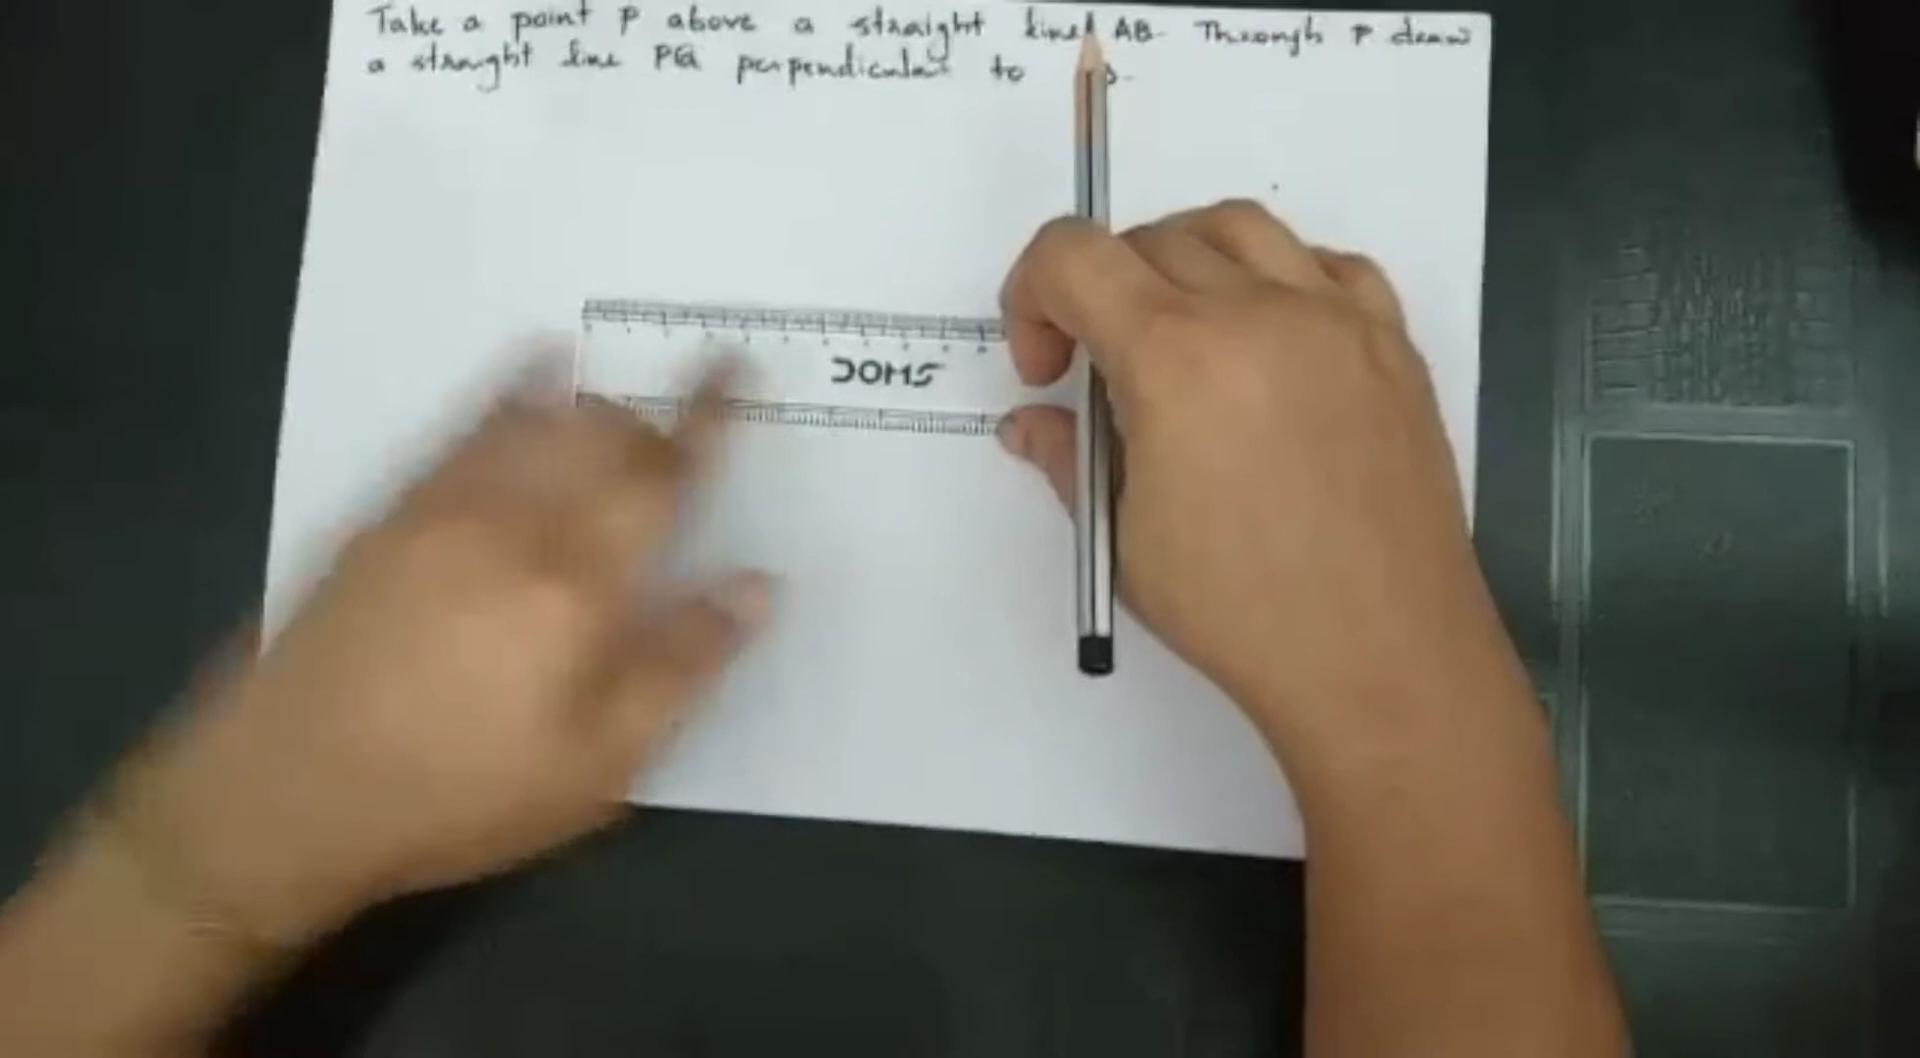 Take a point P above a straight line AB. Through P draw
a straight line PQ perpendicular to
DOMS